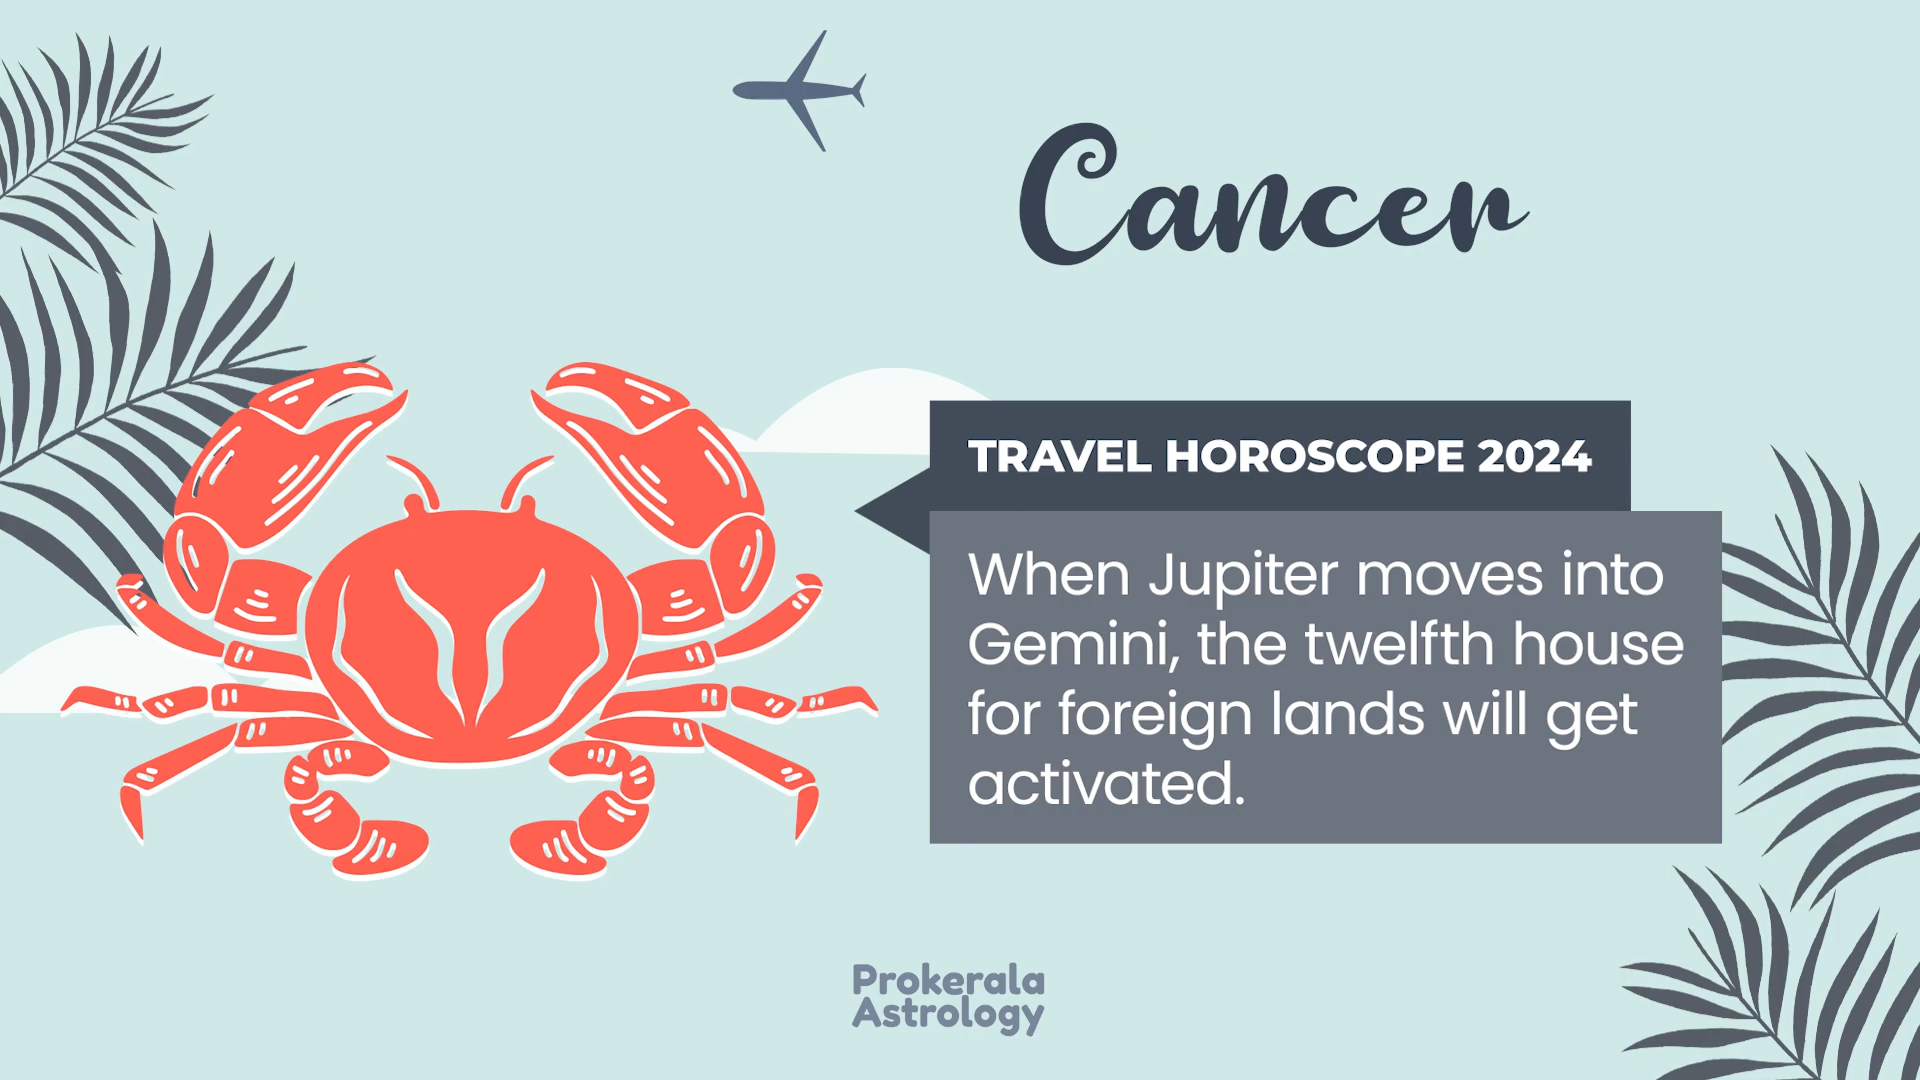 Cancer
TRAVEL HOROSCOPE 2024
When Jupiter moves into
Gemini, the twelfth house
for foreign lands will get
activated.
Prokerala
Astrology